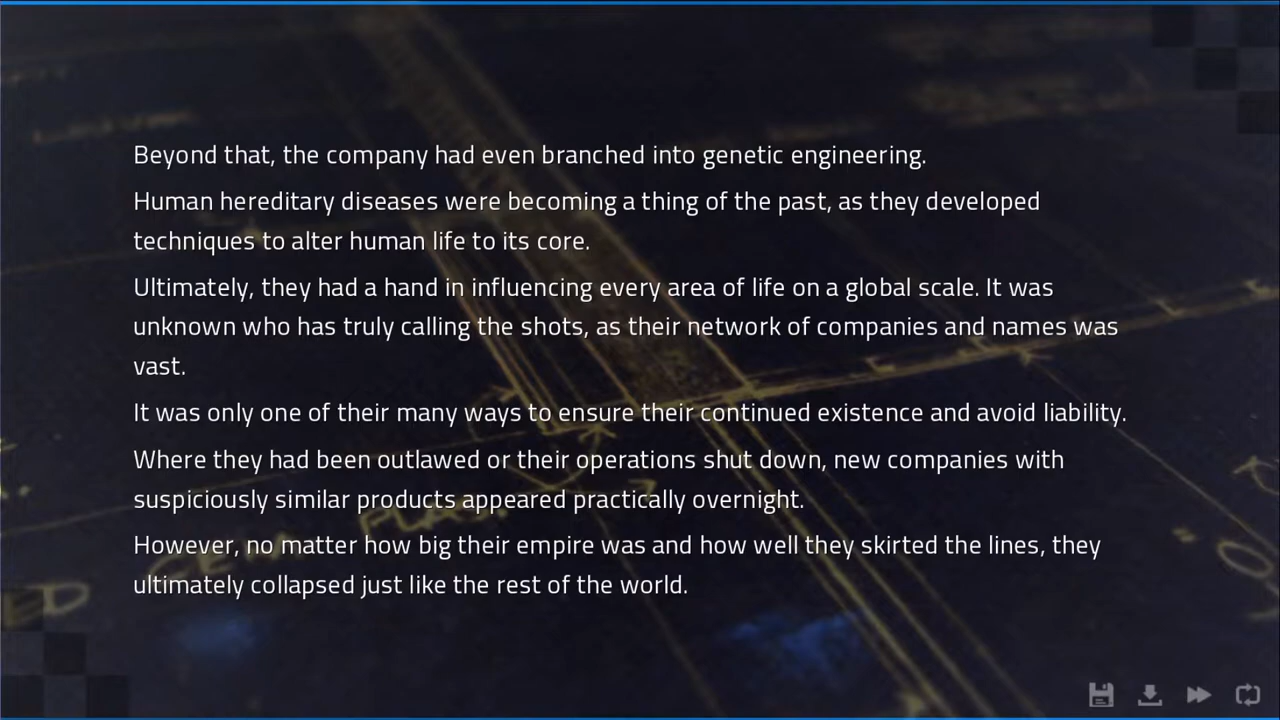 Beyond that, the company had even branched into genetic engineering.
Human hereditary diseases were becoming a thing of the past, as they developed
techniques to alter human life to its core.
Ultimately, they had a hand in influencing every area of life on a global scale. It was
unknown who has truly calling the shots, as their network of companies and names was
vast.
It was only one of their many ways to ensure their continued existence and avoid liability.
Where they had been outlawed or their operations shut down, new companies with
suspiciously similar products appeared practically overnight.
However, no matter how big their empire was and how well they skirted the lines, they
ultimately collapsed just like the rest of the world.